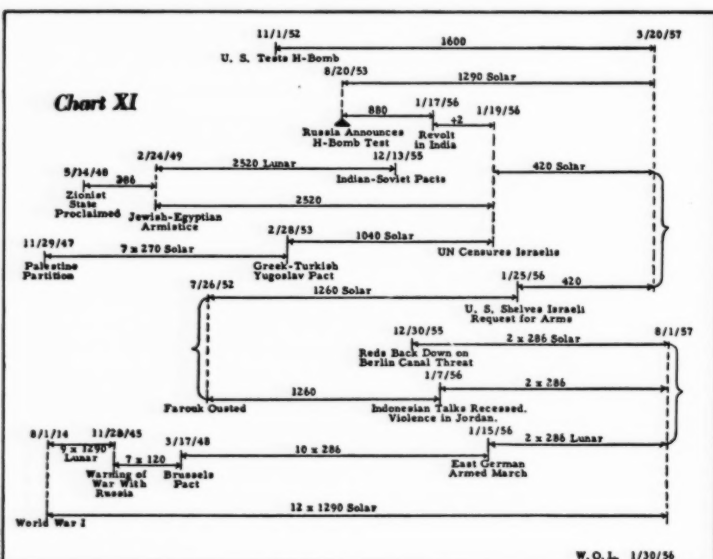 11/1/52 1600 3/20/57
U. S. Tests H-Bomb
8/20/53 1290 Solar
Chart XI
880 1/17/56 1/19/56
Russia Announces H-Bomb Test
+2
Revolt in India
5/14/48 286 2/24/49 2520 Lunar 12/13/55 420 Solar
Zionist State Proclaimed
Indian-Soviet Pacts
Jewish-Egyptian Armistice
2520
11/29/47 7 x 270 Solar 2/28/53 1040 Solar
UN Censures Israelis
Palestine Partition
Greek-Turkish Yugoslav Pact
7/26/52 1260 Solar 1/25/56 420
U. S. Shelves Israeli Request for Arms
12/30/55 2 x 286 Solar 8/1/57
Reds Back Down on Berlin Canal Threat
1/7/56 2 x 286
Farouk Ousted 1260
Indonesian Talks Recessed. Violence in Jordan.
8/1/14 9 x 1290 Lunar 11/28/45 7 x 120 3/17/48 10 x 286 1/15/56 2 x 286 Lunar
Warning of War With Russia
Brussels Pact
East German Armed March
12 x 1290 Solar
World War I
W. O. L. 1/30/56